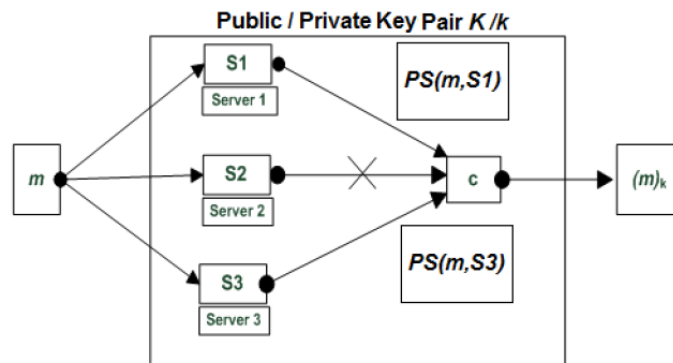 Public / Private Key Pair K/k
S1
Server 1
PS(m,S1)
m
S2
Server 2
c
(m)k
S3
Server 3
PS(m,S3)